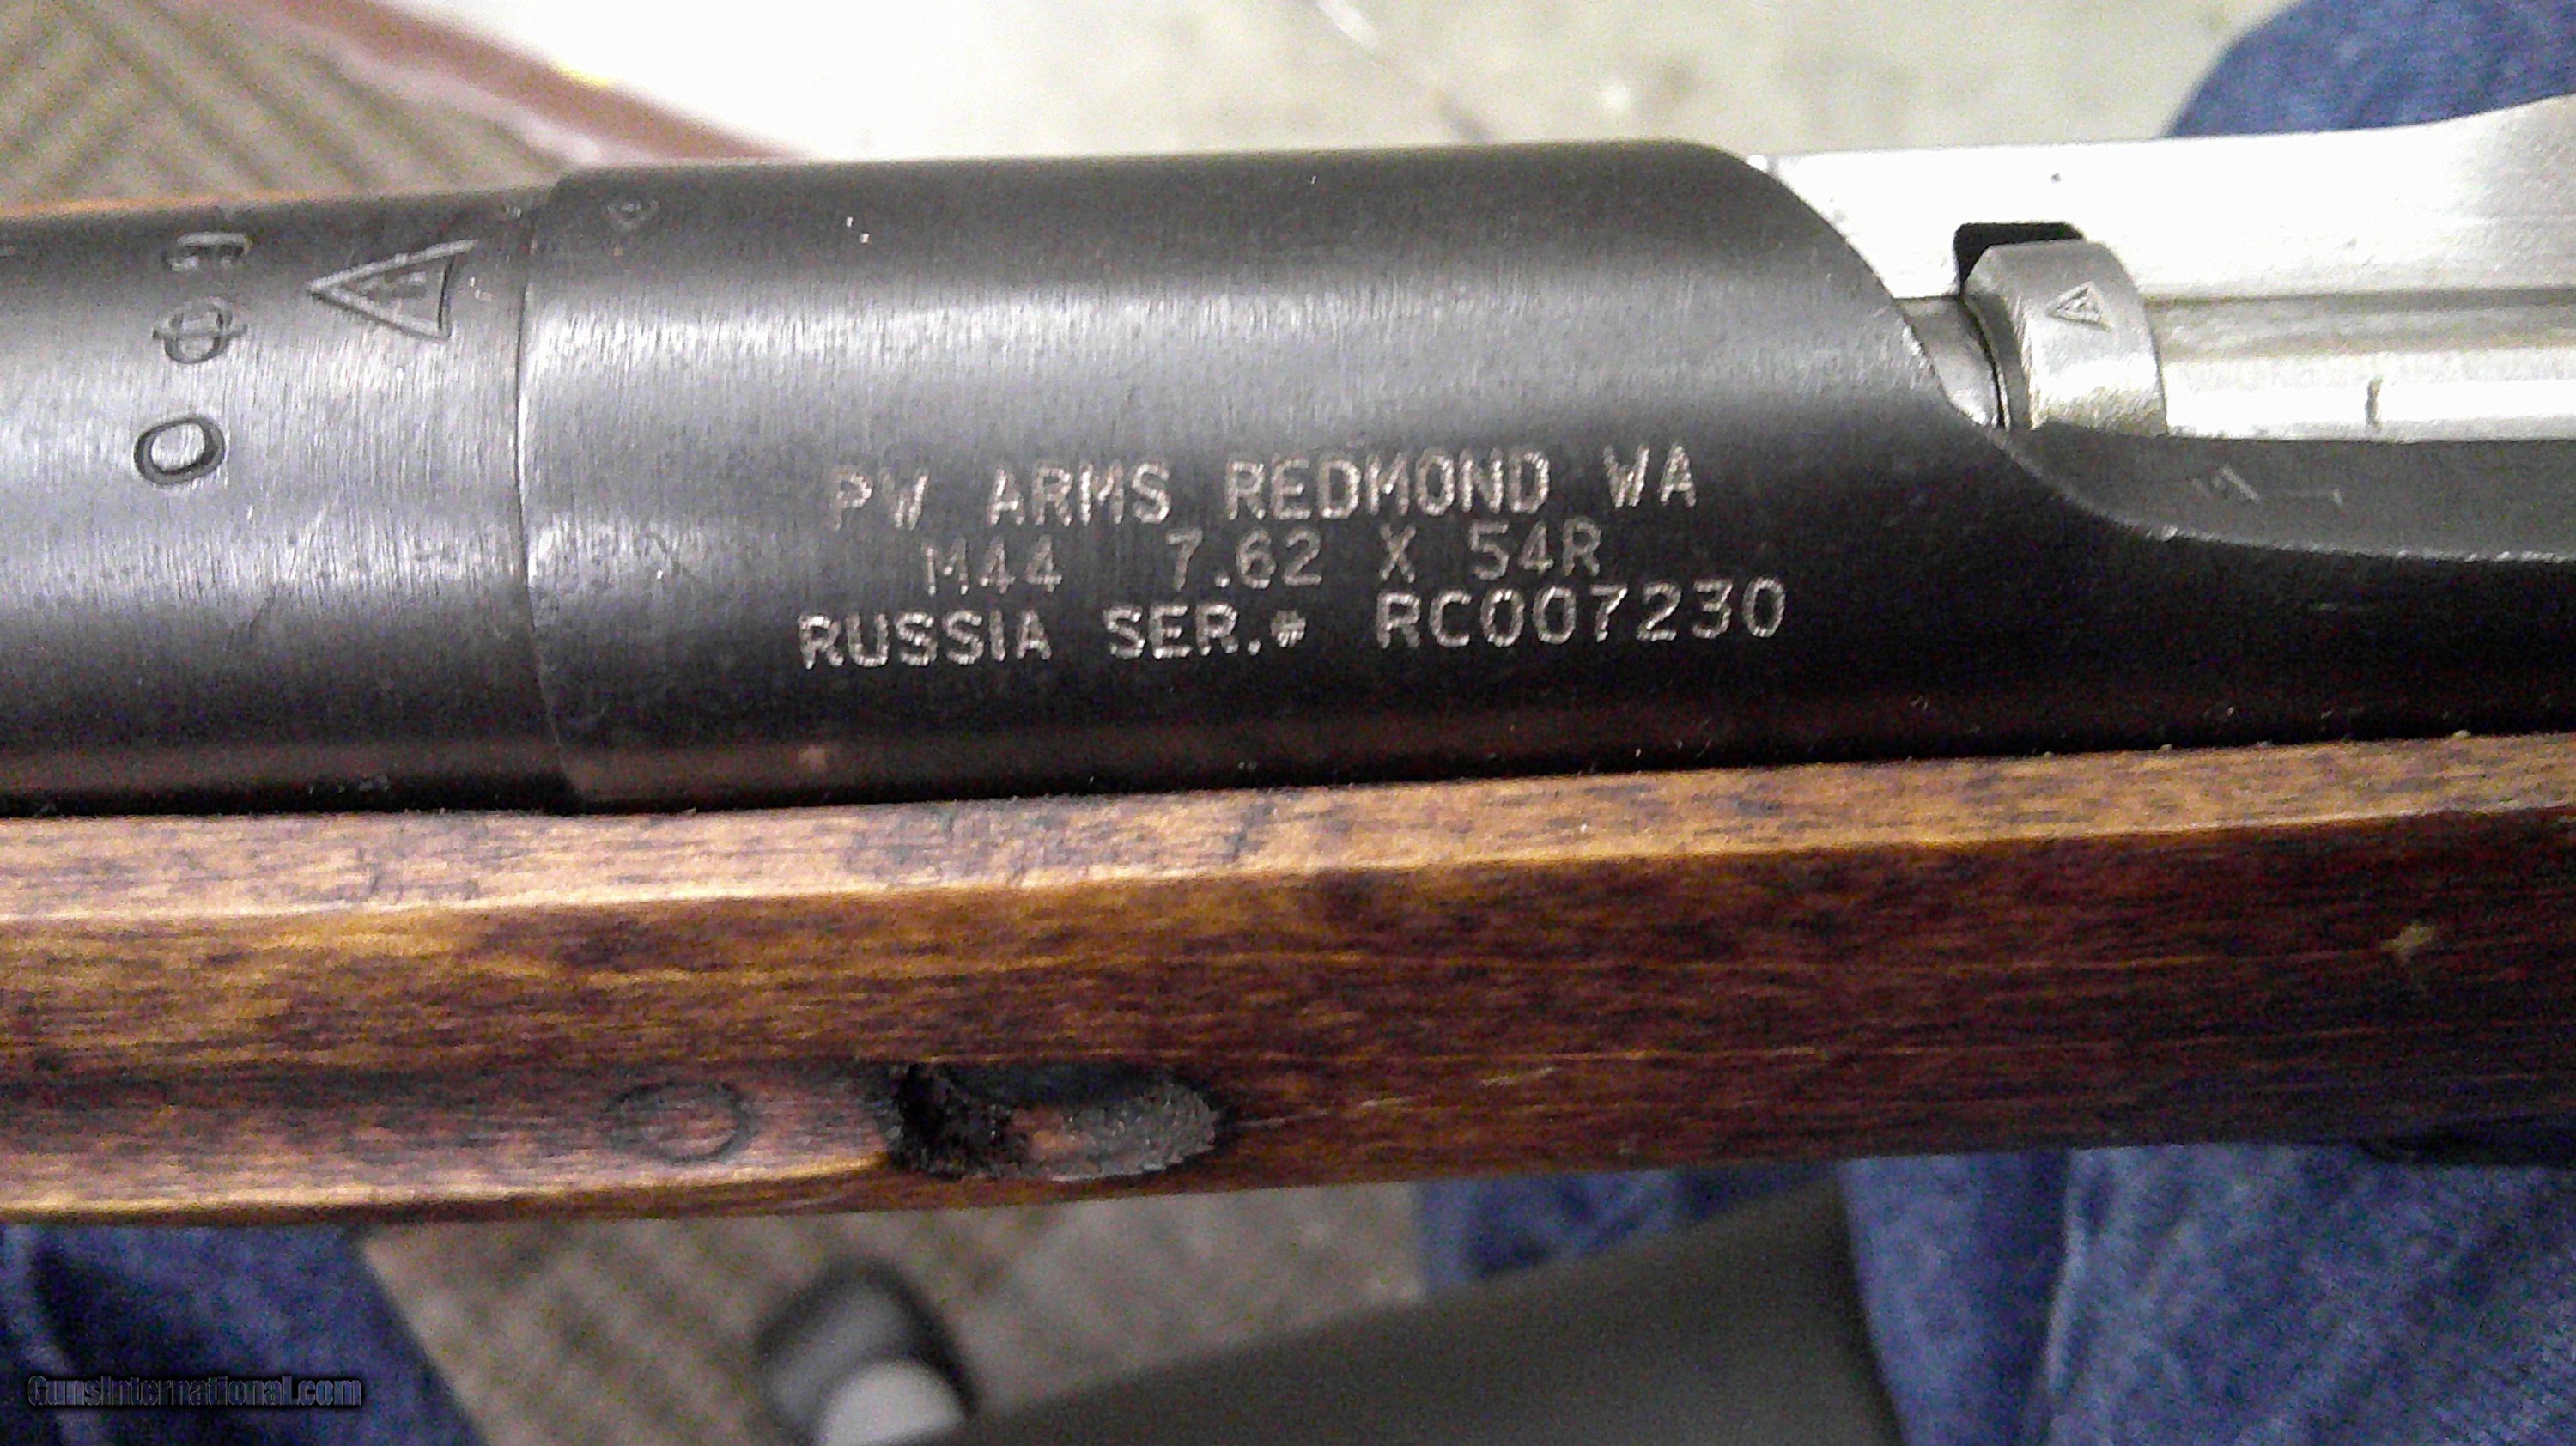 О Ф Э
PW ARMS REDMOND WA
M44 7.62 X 54R
RUSSIA SER.# RC007230
GunsInternational.com